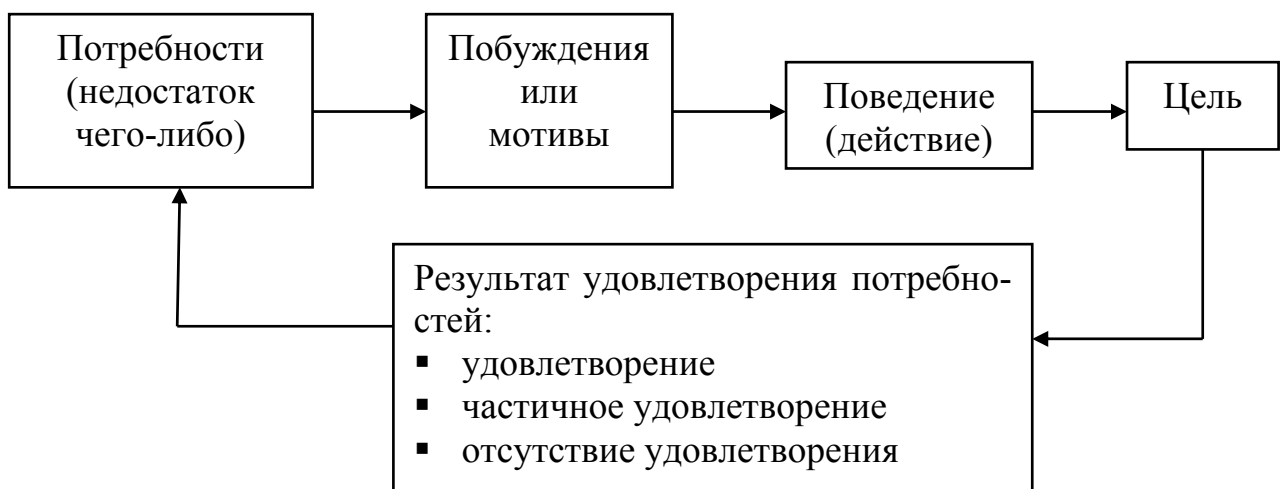 Потребности
(недостаток
чего-либо)
Побуждения
или
мотивы
Поведение
(действие)
Цель
Результат удовлетворения потребно-
стей:
▪ удовлетворение
▪ частичное удовлетворение
▪ отсутствие удовлетворения